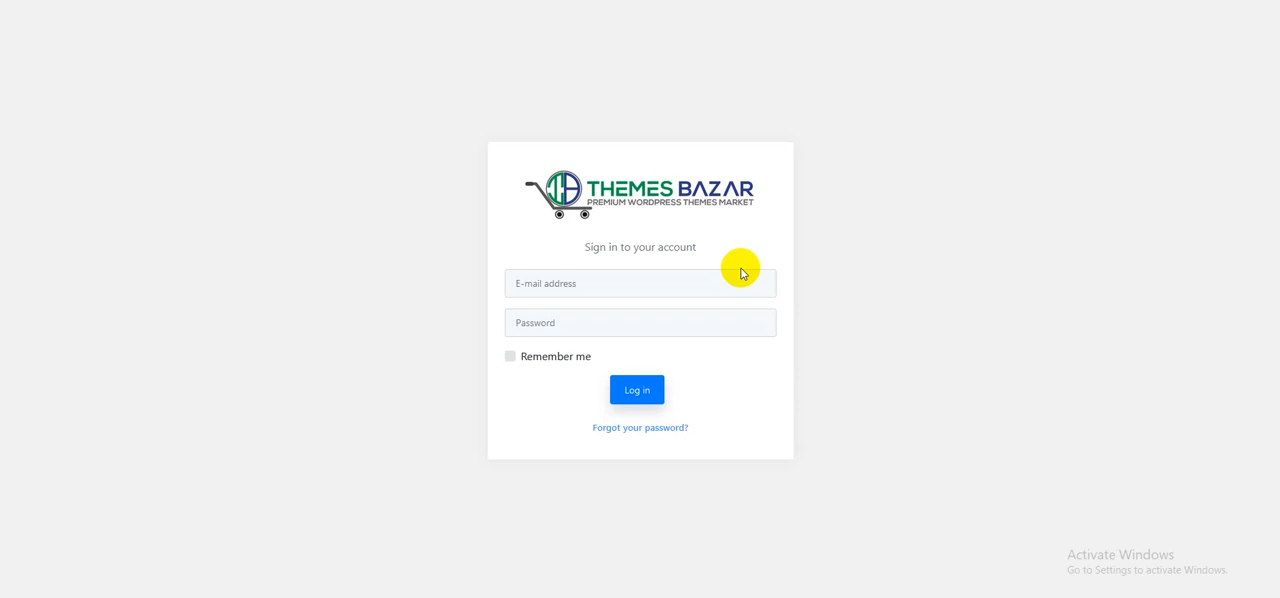 THEMES BAZAR
PREMIUM WORDPRESS THEMES MARKET
Sign in to your account
E-mail address
Password
Remember me
Log in
Forgot your password?
Activate Windows
Go to Settings to activate Windows.